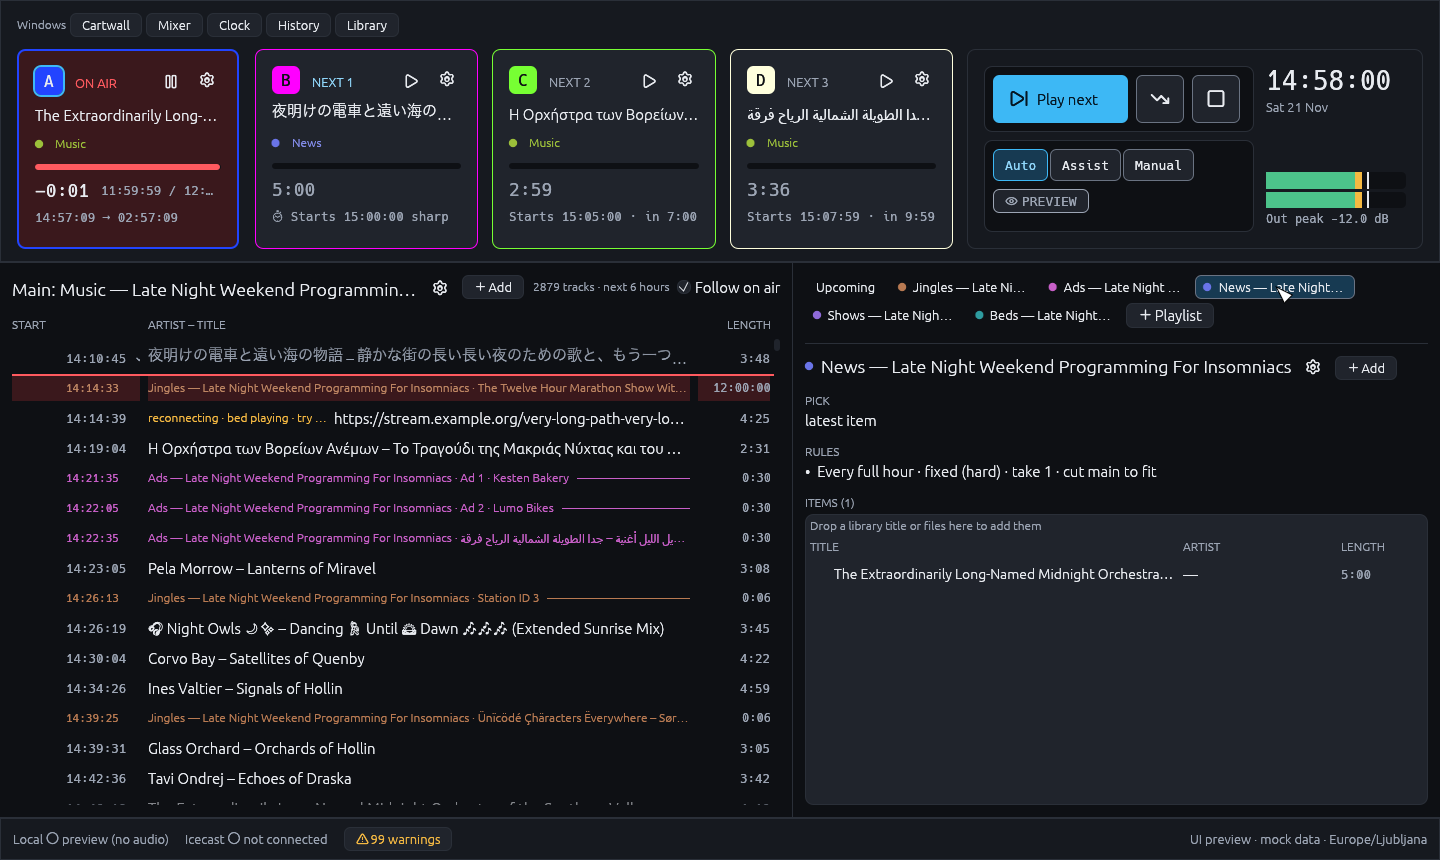 Windows Cartwall Mixer Clock History Library
A ON AIR
The Extraordinarily Long-…
Music
−0:01 11:59:59 / 12:…
14:57:09 → 02:57:09
B NEXT 1
夜明けの電車と遠い海の…
News
5:00
Starts 15:00:00 sharp
C NEXT 2
Η Ορχήστρα των Βορείων…
Music
2:59
Starts 15:05:00 · in 7:00
D NEXT 3
جدا الطويلة الشمالية الرياح فرقة…
Music
3:36
Starts 15:07:59 · in 9:59
Play next
Auto Assist Manual
PREVIEW
14:58:00
Sat 21 Nov
Out peak -12.0 dB
Main: Music — Late Night Weekend Programmin… + Add 2879 tracks · next 6 hours Follow on air
START ARTIST – TITLE LENGTH
14:10:45 夜明けの電車と遠い海の物語 – 静かな街の長い長い夜のための歌と、もう一つ… 3:48
14:14:33 Jingles — Late Night Weekend Programming For Insomniacs · The Twelve Hour Marathon Show Wit… 12:00:00
14:14:39 reconnecting · bed playing · try … https://stream.example.org/very-long-path-very-lo… 4:25
14:19:04 Η Ορχήστρα των Βορείων Ανέμων – Το Τραγούδι της Μακριάς Νύχτας και του … 2:31
14:21:35 Ads — Late Night Weekend Programming For Insomniacs · Ad 1 · Kesten Bakery 0:30
14:22:05 Ads — Late Night Weekend Programming For Insomniacs · Ad 2 · Lumo Bikes 0:30
14:22:35 Ads — Late Night Weekend Programming For Insomniacs · يل الليل أغنية – جدا الطويلة الشمالية الرياح فرقة… 0:30
14:23:05 Pela Morrow – Lanterns of Miravel 3:08
14:26:13 Jingles — Late Night Weekend Programming For Insomniacs · Station ID 3 0:06
14:26:19 🎧 Night Owls 🌙✨ – Dancing 💃 Until 🌅 Dawn 🎶🎶🎶 (Extended Sunrise Mix) 3:45
14:30:04 Corvo Bay – Satellites of Quenby 4:22
14:34:26 Ines Valtier – Signals of Hollin 4:59
14:39:25 Jingles — Late Night Weekend Programming For Insomniacs · Ünïcödé Çhäracters Ëverywhere – Sør… 0:06
14:39:31 Glass Orchard – Orchards of Hollin 3:05
14:42:36 Tavi Ondrej – Echoes of Draska 3:42
Upcoming Jingles — Late Ni… Ads — Late Night … News — Late Night…
Shows — Late Nigh… Beds — Late Night… + Playlist
News — Late Night Weekend Programming For Insomniacs + Add
PICK
latest item
RULES
• Every full hour · fixed (hard) · take 1 · cut main to fit
ITEMS (1)
Drop a library title or files here to add them
TITLE ARTIST LENGTH
The Extraordinarily Long-Named Midnight Orchestra… — 5:00
Local preview (no audio) Icecast not connected 99 warnings UI preview · mock data · Europe/Ljubljana